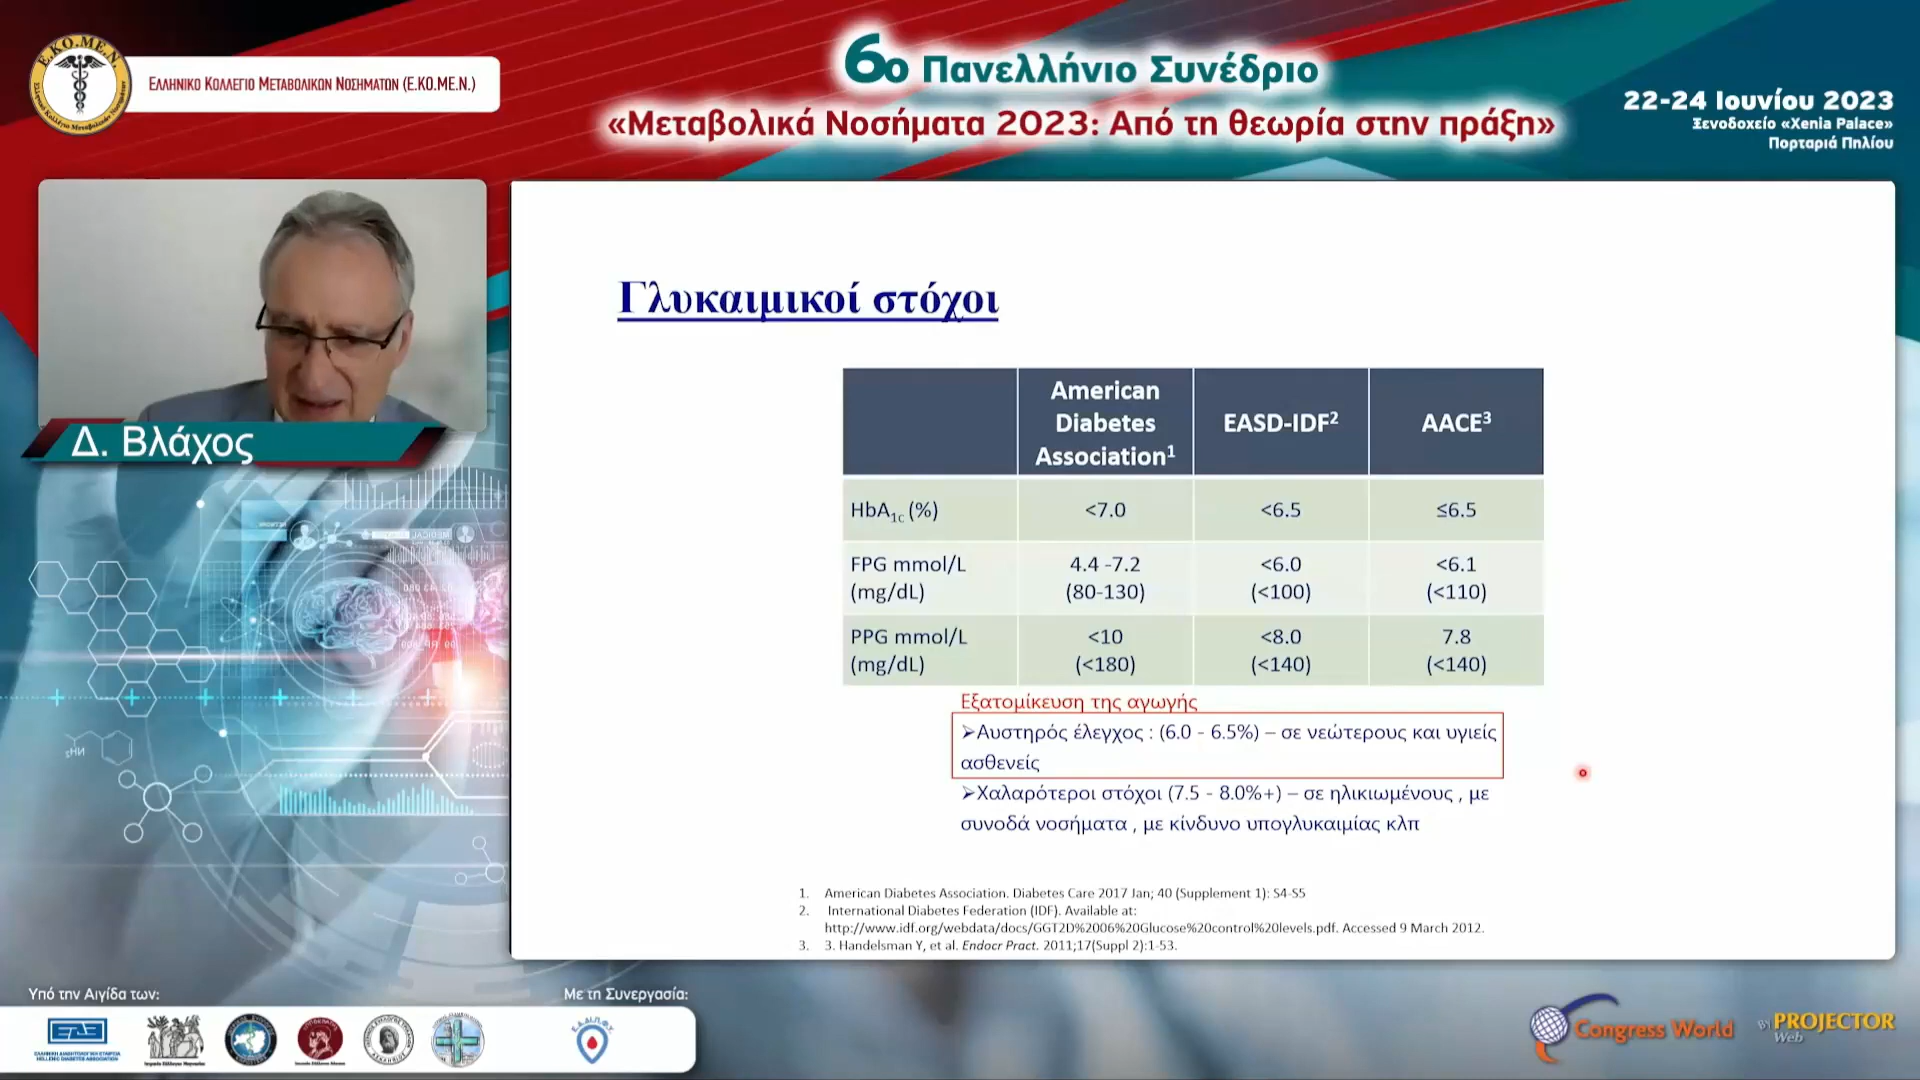 Ε.ΚΟ.ΜΕ.Ν.
ΕΛΛΗΝΙΚΟ ΚΟΛΛΕΓΙΟ ΜΕΤΑΒΟΛΙΚΩΝ ΝΟΣΗΜΑΤΩΝ (Ε.ΚΟ.ΜΕ.Ν.)
6ο Πανελλήνιο Συνέδριο
«Μεταβολικά Νοσήματα 2023: Από τη θεωρία στην πράξη»
22-24 Ιουνίου 2023
Ξενοδοχείο «Xenia Palace»
Πορταριά Πηλίου
Δ. Βλάχος
Γλυκαιμικοί στόχοι
American Diabetes Association1 EASD-IDF2 AACE3
HbA1c (%) <7.0 <6.5 ≤6.5
FPG mmol/L 4.4 -7.2 <6.0 <6.1
(mg/dL) (80-130) (<100) (<110)
PPG mmol/L <10 <8.0 7.8
(mg/dL) (<180) (<140) (<140)
Εξατομίκευση της αγωγής
➢Αυστηρός έλεγχος : (6.0 - 6.5%) – σε νεώτερους και υγιείς
ασθενείς
➢Χαλαρότεροι στόχοι (7.5 - 8.0%+) – σε ηλικιωμένους , με
συνοδά νοσήματα , με κίνδυνο υπογλυκαιμίας κλπ
1. American Diabetes Association. Diabetes Care 2017 Jan; 40 (Supplement 1): S4-S5
2. International Diabetes Federation (IDF). Available at:
http://www.idf.org/webdata/docs/GGT2D%2006%20Glucose%20control%20levels.pdf. Accessed 9 March 2012.
3. 3. Handelsman Y, et al. Endocr Pract. 2011;17(Suppl 2):1-53.
Υπό την Αιγίδα των:
Με τη Συνεργασία:
Congress World
BY PROJECTOR
Web